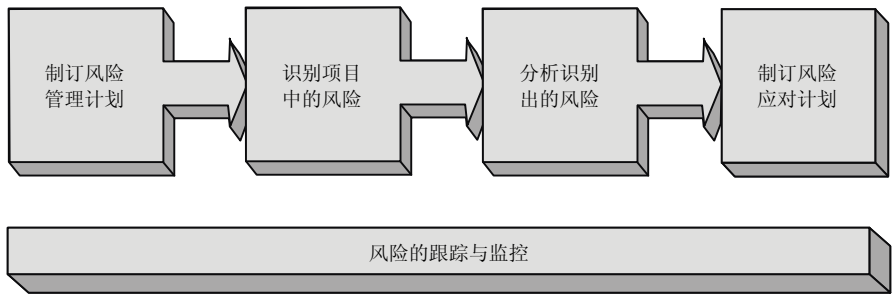 制订风险
管理计划
识别项目
中的风险
分析识别
出的风险
制订风险
应对计划
风险的跟踪与监控